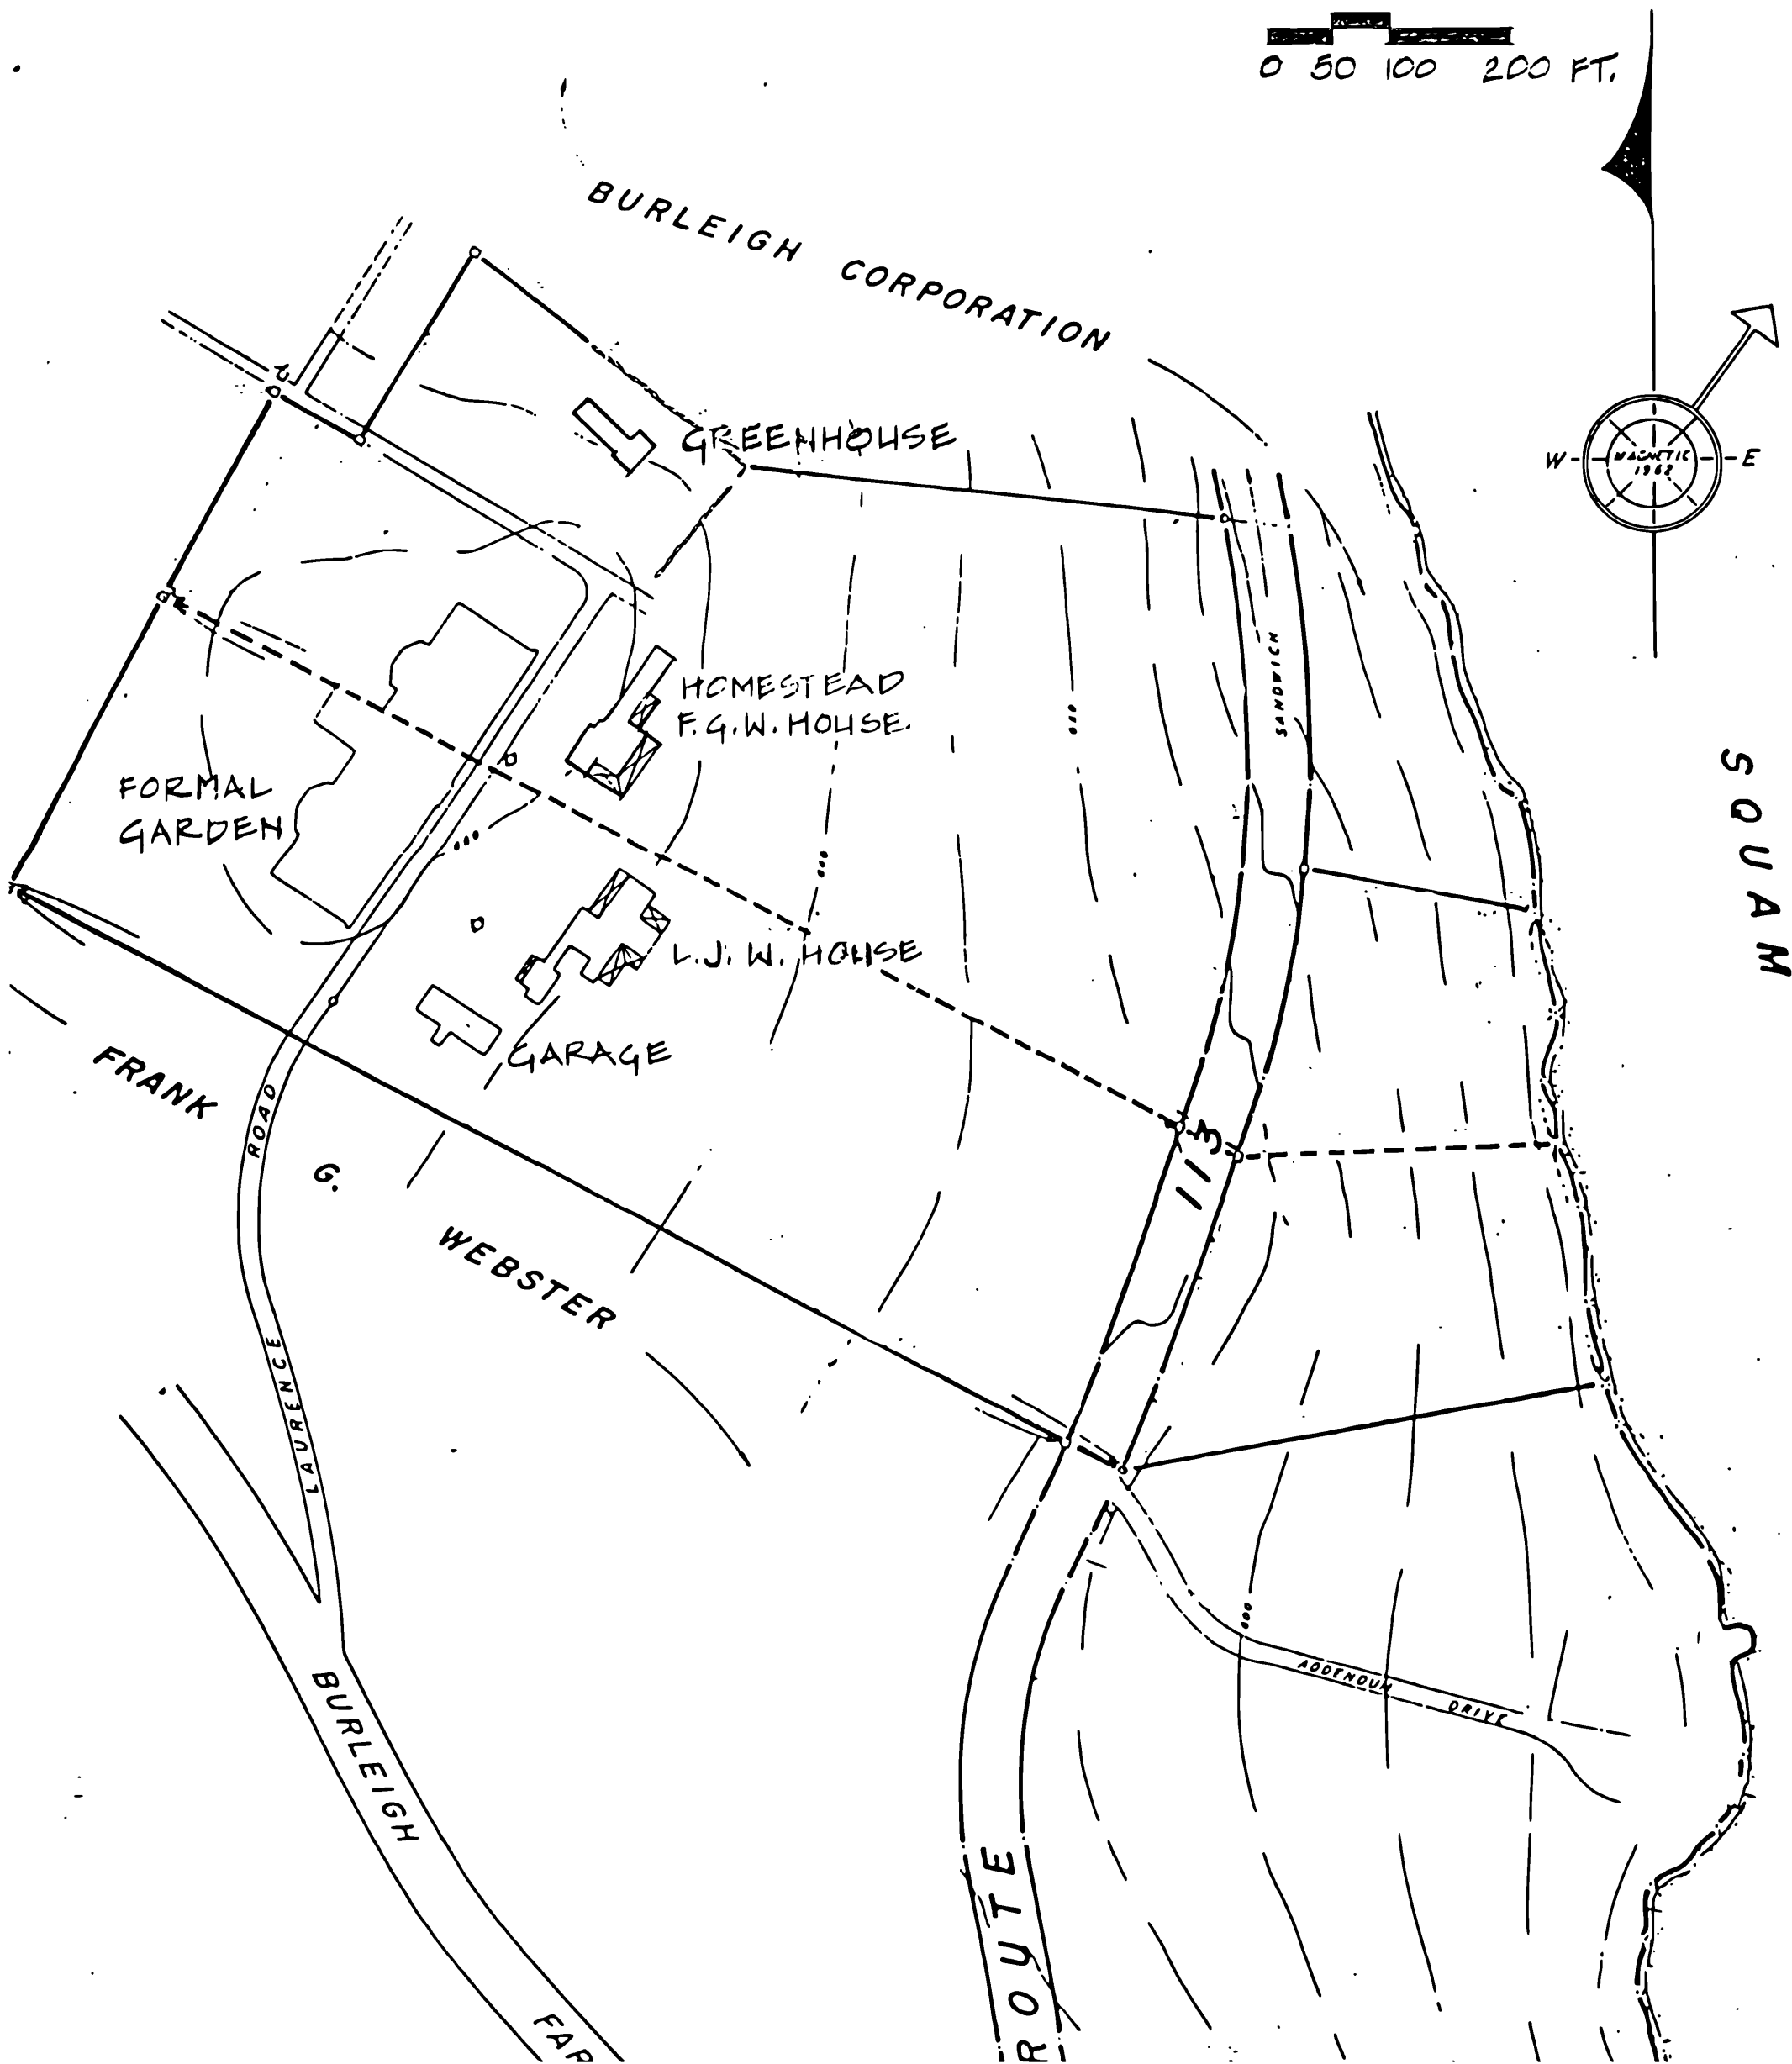 0 50 100 200 FT.
BURLEIGH CORPORATION
GREENHOUSE
W
MAGNETIC
1962
E
SANDWICH
HOMESTEAD
F.G.W. HOUSE.
FORMAL
GARDEN
SQUAM
L.J.W. HOUSE
GARAGE
FRANK G. WEBSTER
113
LAURENCE ROAD
ADDENDUM DRIVE
BURLEIGH
FAR
ROUTE
R